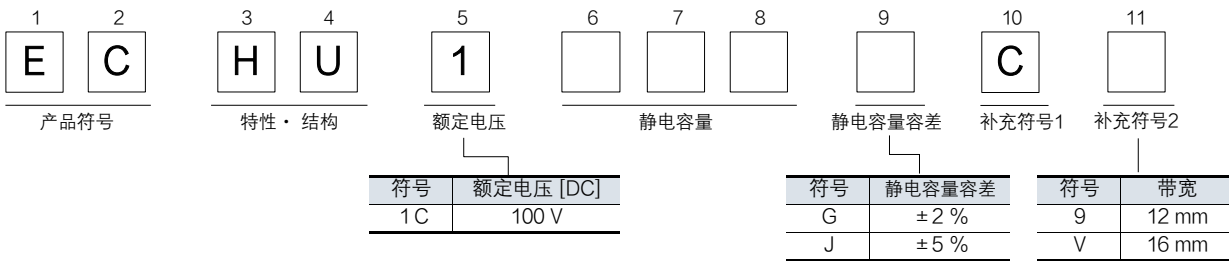 1 2 3 4 5 6 7 8 9 10 11
E C H U 1 C
产品符号 特性・结构 额定电压 静电容量 静电容量容差 补充符号1 补充符号2
符号 额定电压 [DC] 符号 静电容量容差 符号 带宽
1 C 100 V G ±2 % 9 12 mm
J ±5 % V 16 mm